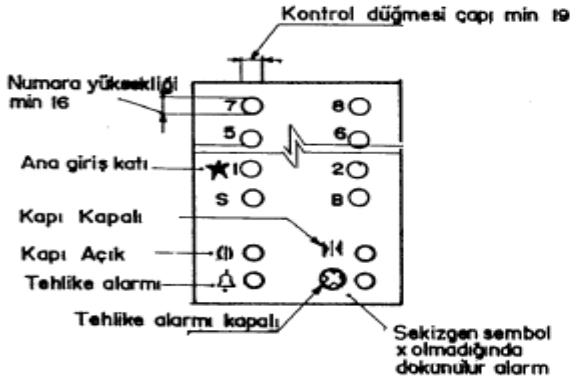 Kontrol düğmesi çapı min 19
Numara yüksekliği
min 16
7 8
5 6
Ana giriş katı
1 2
S B
Kapı Kapalı
Kapı Açık
Tehlike alarmı
Tehlike alarmı kapalı
Sekizgen sembol
x olmadığında
dokunulur alarm